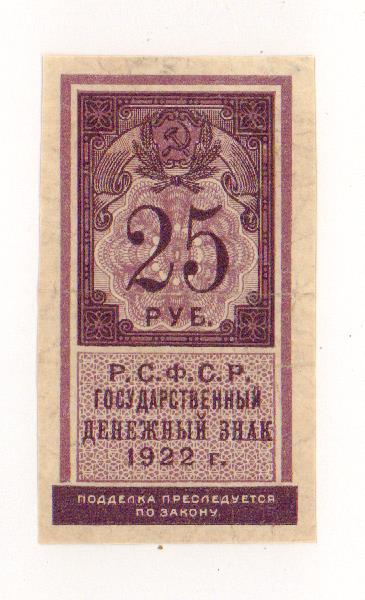 25
РУБ.
Р.С.Ф.С.Р.
ГОСУДАРСТВЕННЫЙ
ДЕНЕЖНЫЙ ЗНАК
1922 г.
ПОДДЕЛКА ПРЕСЛЕДУЕТСЯ
ПО ЗАКОНУ.